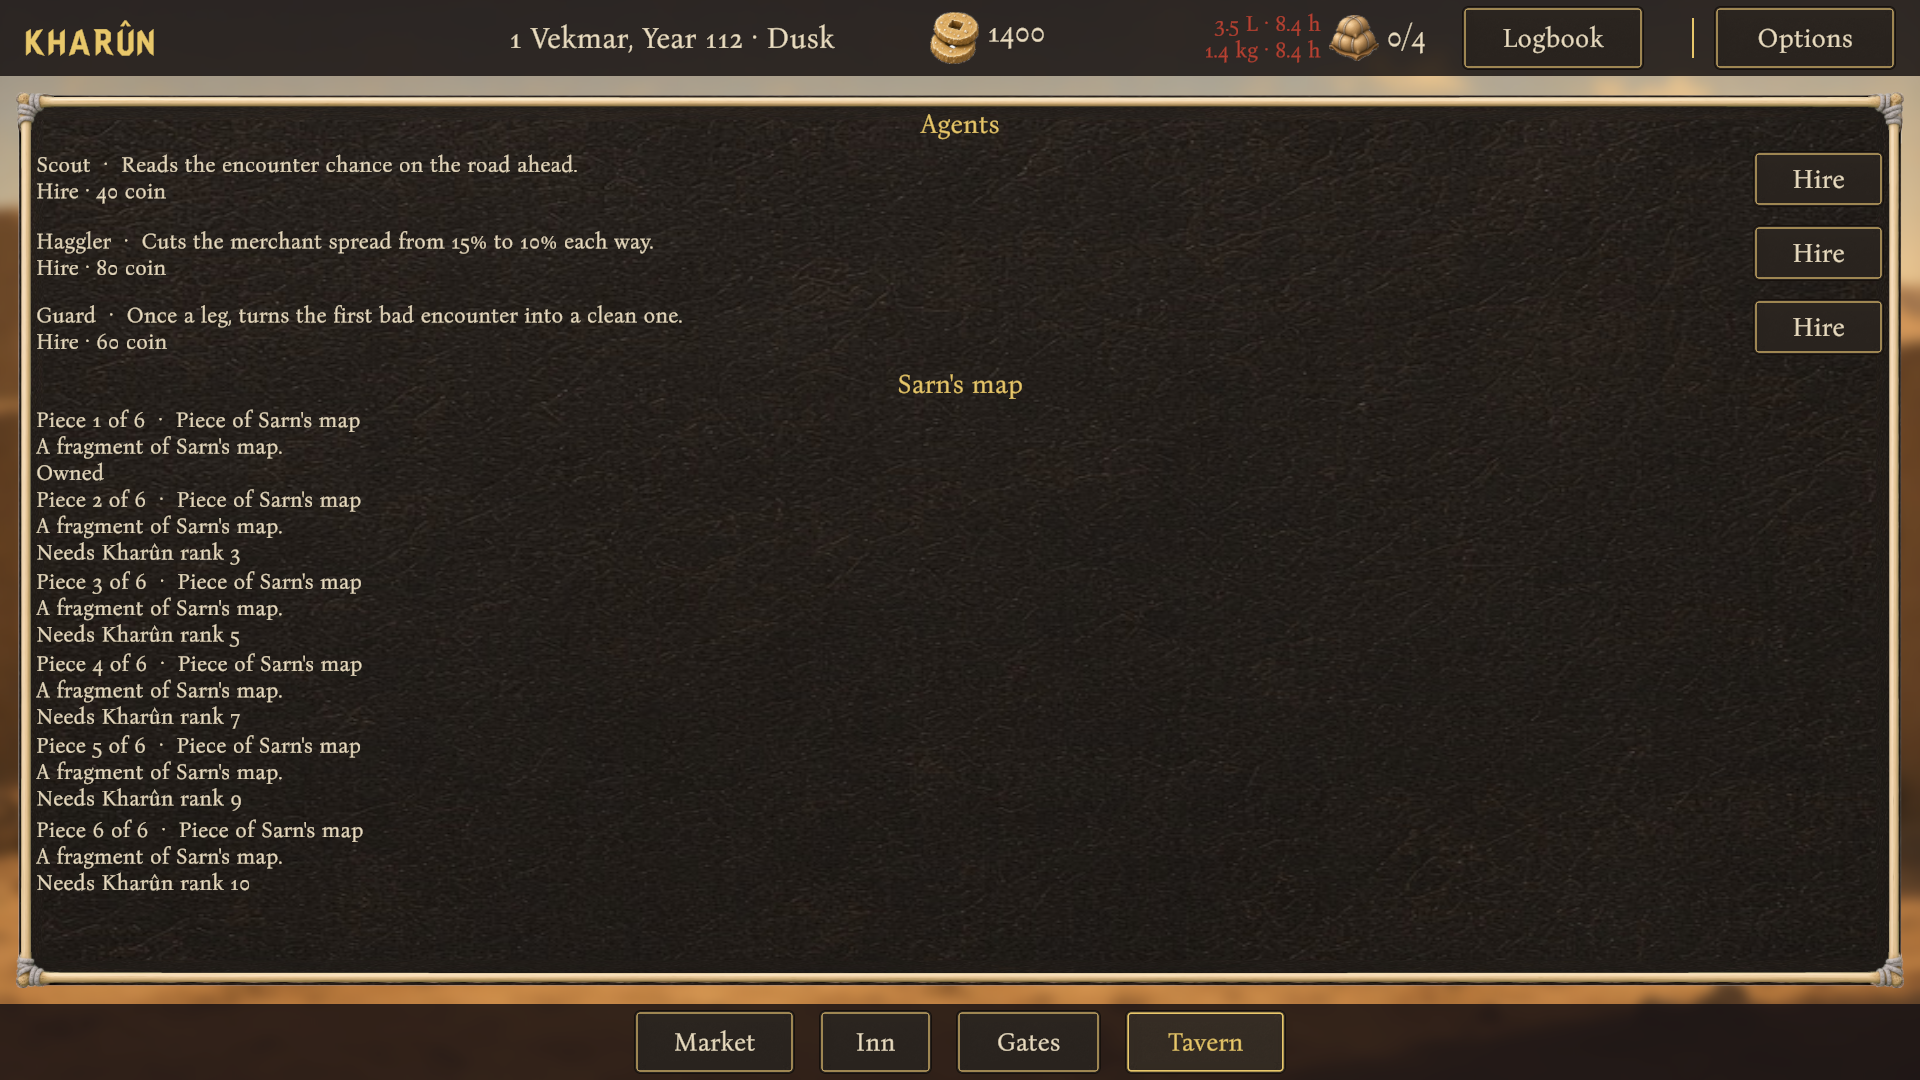 KHARÛN
1 Vekmar, Year 112 · Dusk
1400
3.5 L · 8.4 h
1.4 kg · 8.4 h
0/4
Logbook
Options
Agents
Scout · Reads the encounter chance on the road ahead.
Hire · 40 coin
Hire
Haggler · Cuts the merchant spread from 15% to 10% each way.
Hire · 80 coin
Hire
Guard · Once a leg, turns the first bad encounter into a clean one.
Hire · 60 coin
Hire
Sarn's map
Piece 1 of 6 · Piece of Sarn's map
A fragment of Sarn's map.
Owned
Piece 2 of 6 · Piece of Sarn's map
A fragment of Sarn's map.
Needs Kharûn rank 3
Piece 3 of 6 · Piece of Sarn's map
A fragment of Sarn's map.
Needs Kharûn rank 5
Piece 4 of 6 · Piece of Sarn's map
A fragment of Sarn's map.
Needs Kharûn rank 7
Piece 5 of 6 · Piece of Sarn's map
A fragment of Sarn's map.
Needs Kharûn rank 9
Piece 6 of 6 · Piece of Sarn's map
A fragment of Sarn's map.
Needs Kharûn rank 10
Market
Inn
Gates
Tavern